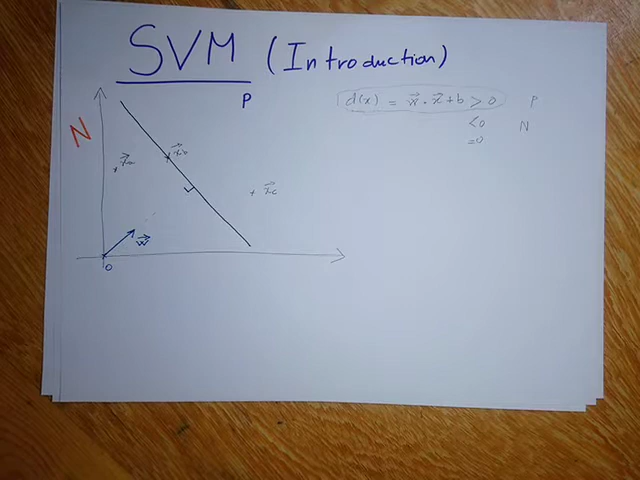 SVM (Introduction)
P
d(x) = w⃗ · x⃗ + b > 0 P
N
< 0 N
= 0
x⃗b
x⃗a
x⃗c
w⃗
0